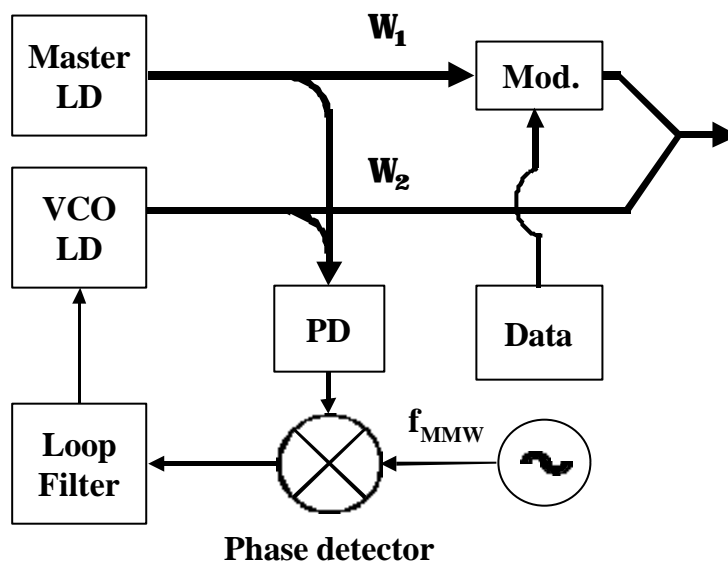 Master
LD
W1
Mod.
VCO
LD
W2
PD
Data
Loop
Filter
fMMW
Phase detector